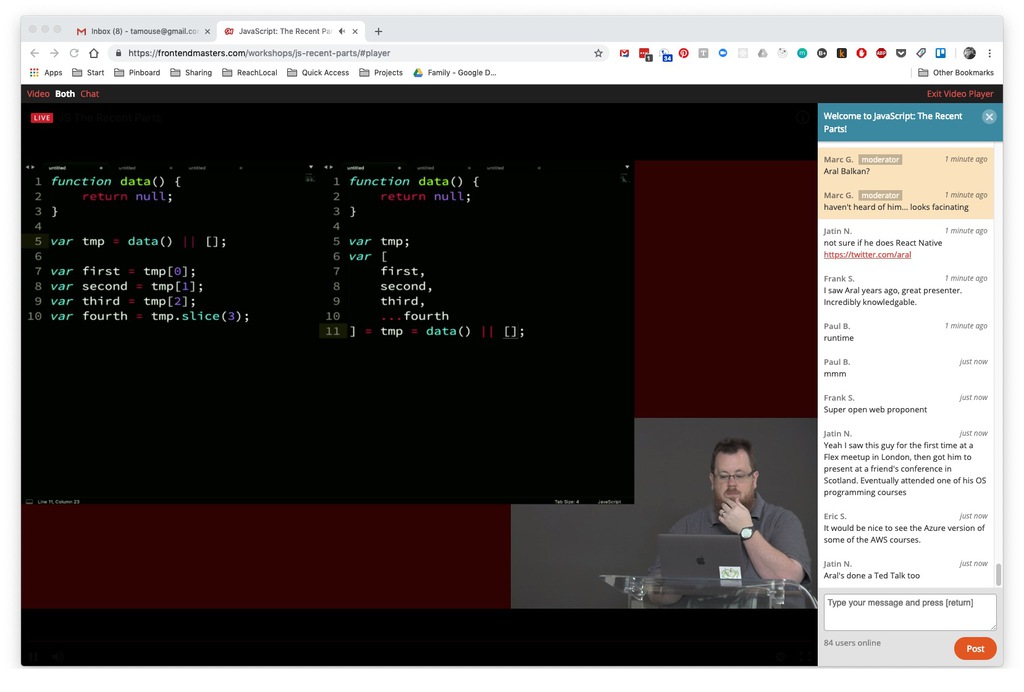 Inbox (8) - tamouse@gmail.co
JavaScript: The Recent Pa
https://frontendmasters.com/workshops/js-recent-parts/#player
Apps
Start
Pinboard
Sharing
ReachLocal
Quick Access
Projects
Family - Google D...
Other Bookmarks
Video Both Chat
Exit Video Player
LIVE
JS The Recent Parts
untitled
untitled
untitled
1 function data() {
2 return null;
3 }
4
5 var tmp = data() || [];
6
7 var first = tmp[0];
8 var second = tmp[1];
9 var third = tmp[2];
10 var fourth = tmp.slice(3);
untitled
untitled
untitled
1 function data() {
2 return null;
3 }
4
5 var tmp;
6 var [
7 first,
8 second,
9 third,
10 ...fourth
11 ] = tmp = data() || [];
Line 11, Column 23
Tab Size: 4
JavaScript
Welcome to JavaScript: The Recent
Parts!
Marc G. moderator 1 minute ago
Aral Balkan?
Marc G. moderator 1 minute ago
haven't heard of him... looks facinating
Jatin N. 1 minute ago
not sure if he does React Native
https://twitter.com/aral
Frank S. 1 minute ago
I saw Aral years ago, great presenter.
Incredibly knowledgable.
Paul B. 1 minute ago
runtime
Paul B. just now
mmm
Frank S. just now
Super open web proponent
Jatin N. just now
Yeah I saw this guy for the first time at a
Flex meetup in London, then got him to
present at a friend's conference in
Scotland. Eventually attended one of his OS
programming courses
Eric S. just now
It would be nice to see the Azure version of
some of the AWS courses.
Jatin N. just now
Aral's done a Ted Talk too
Type your message and press [return]
84 users online
Post